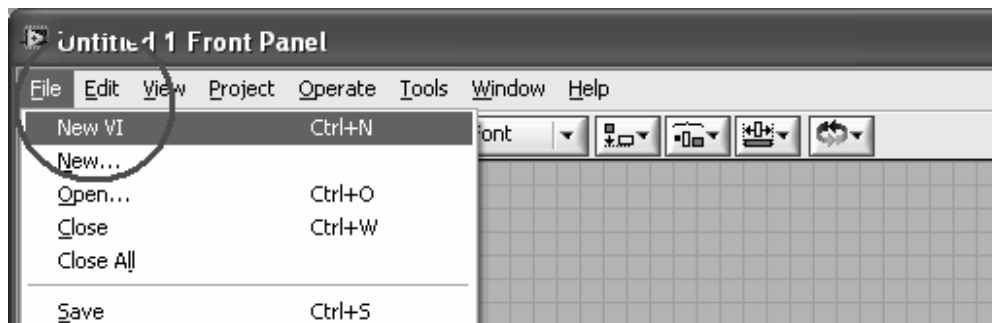 Untitled 1 Front Panel
File Edit View Project Operate Tools Window Help
New VI Ctrl+N
Font
New...
Open... Ctrl+O
Close Ctrl+W
Close All
Save Ctrl+S